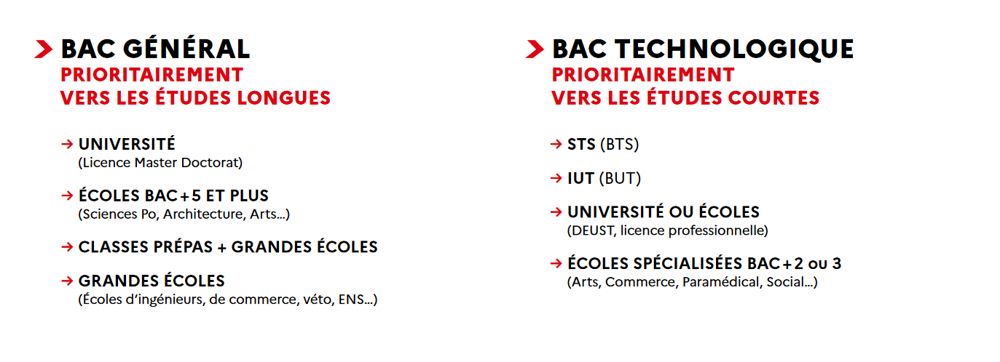 BAC GÉNÉRAL
PRIORITAIREMENT
VERS LES ÉTUDES LONGUES
→ UNIVERSITÉ
(Licence Master Doctorat)
→ ÉCOLES BAC+5 ET PLUS
(Sciences Po, Architecture, Arts...)
→ CLASSES PRÉPAS + GRANDES ÉCOLES
→ GRANDES ÉCOLES
(Écoles d’ingénieurs, de commerce, véto, ENS...)
BAC TECHNOLOGIQUE
PRIORITAIREMENT
VERS LES ÉTUDES COURTES
→ STS (BTS)
→ IUT (BUT)
→ UNIVERSITÉ OU ÉCOLES
(DEUST, licence professionnelle)
→ ÉCOLES SPÉCIALISÉES BAC+2 ou 3
(Arts, Commerce, Paramédical, Social...)